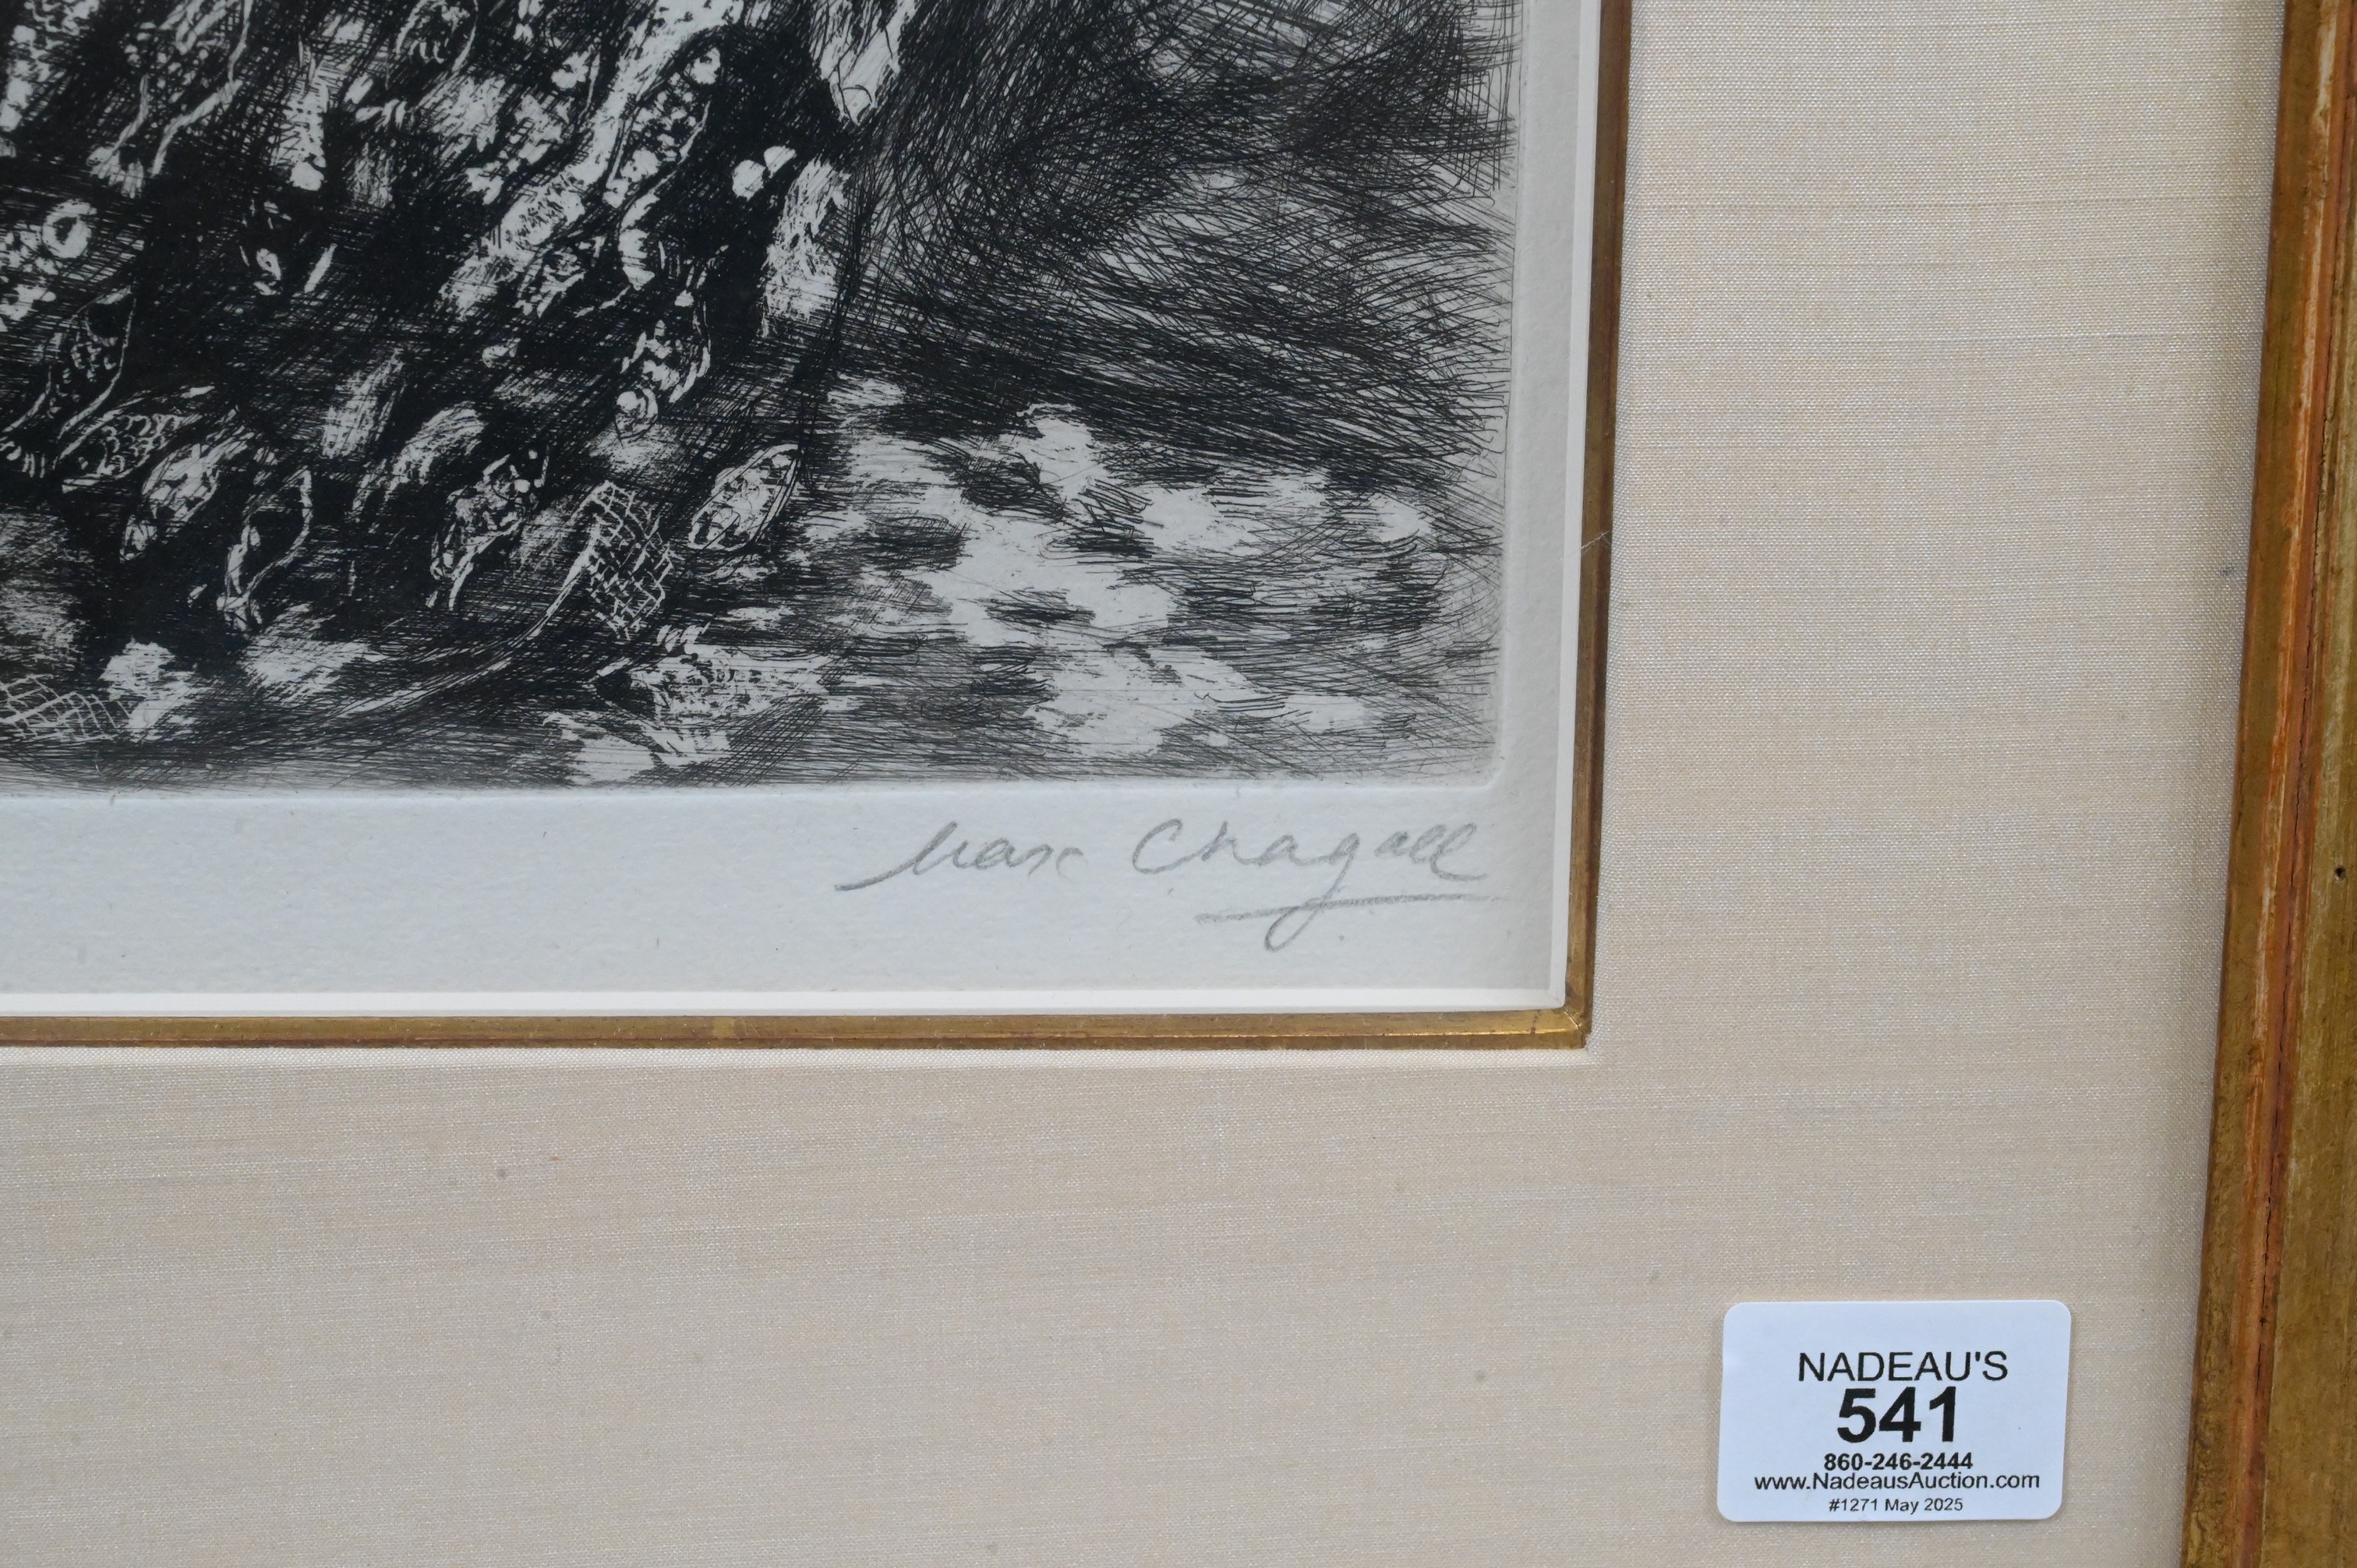 Marc Chagall
NADEAU'S
541
860-246-2444
www.NadeausAuction.com
#1271 May 2025